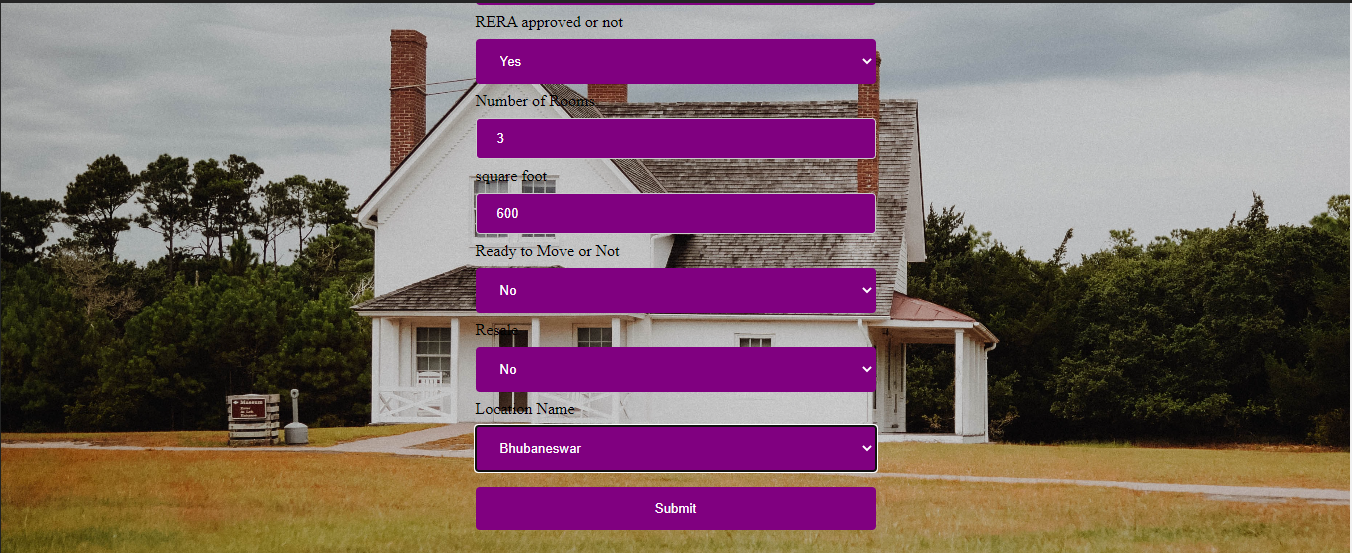 RERA approved or not
Yes
Number of Rooms
3
square foot
600
Ready to Move or Not
No
Resale
No
Location Name
Bhubaneswar
Submit
Museum